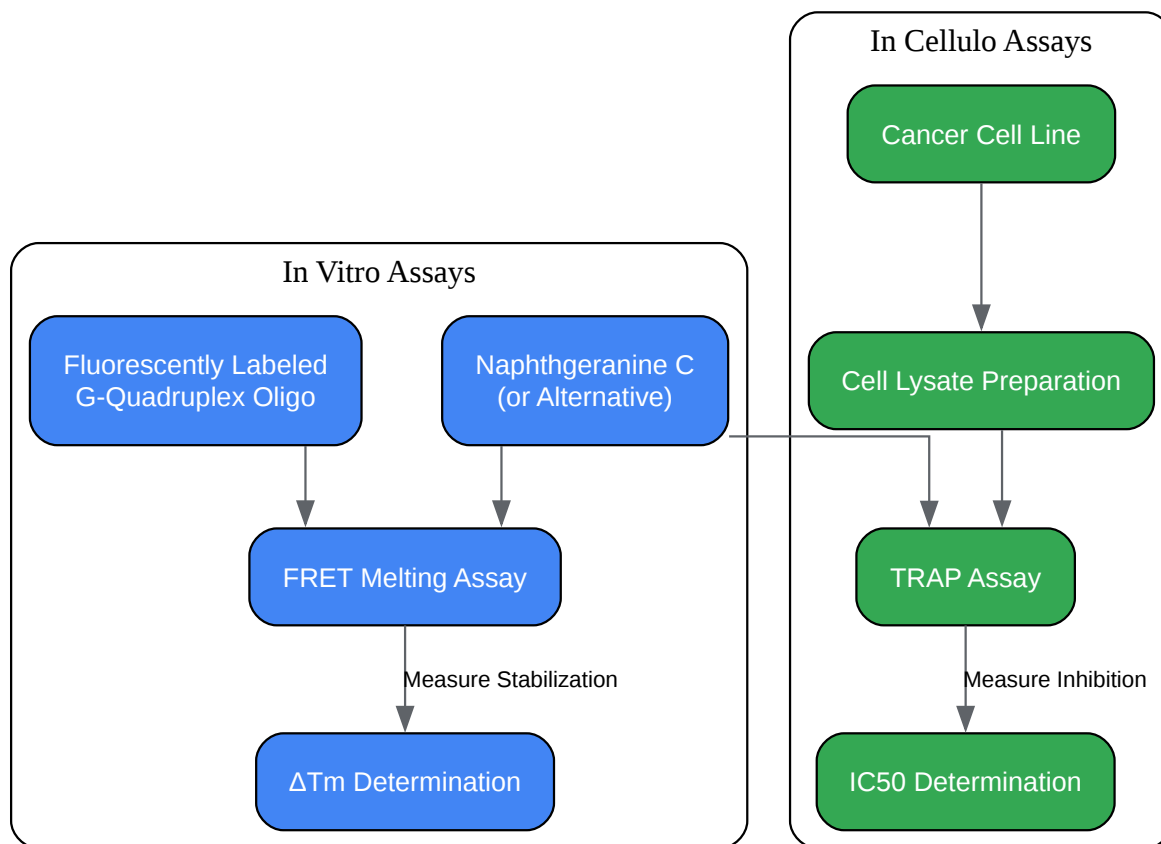 In Cellulo Assays
Cancer Cell Line
In Vitro Assays
Fluorescently Labeled
G-Quadruplex Oligo
Naphthgeranine C
(or Alternative)
Cell Lysate Preparation
FRET Melting Assay
TRAP Assay
Measure Stabilization
Measure Inhibition
ΔTm Determination
IC50 Determination